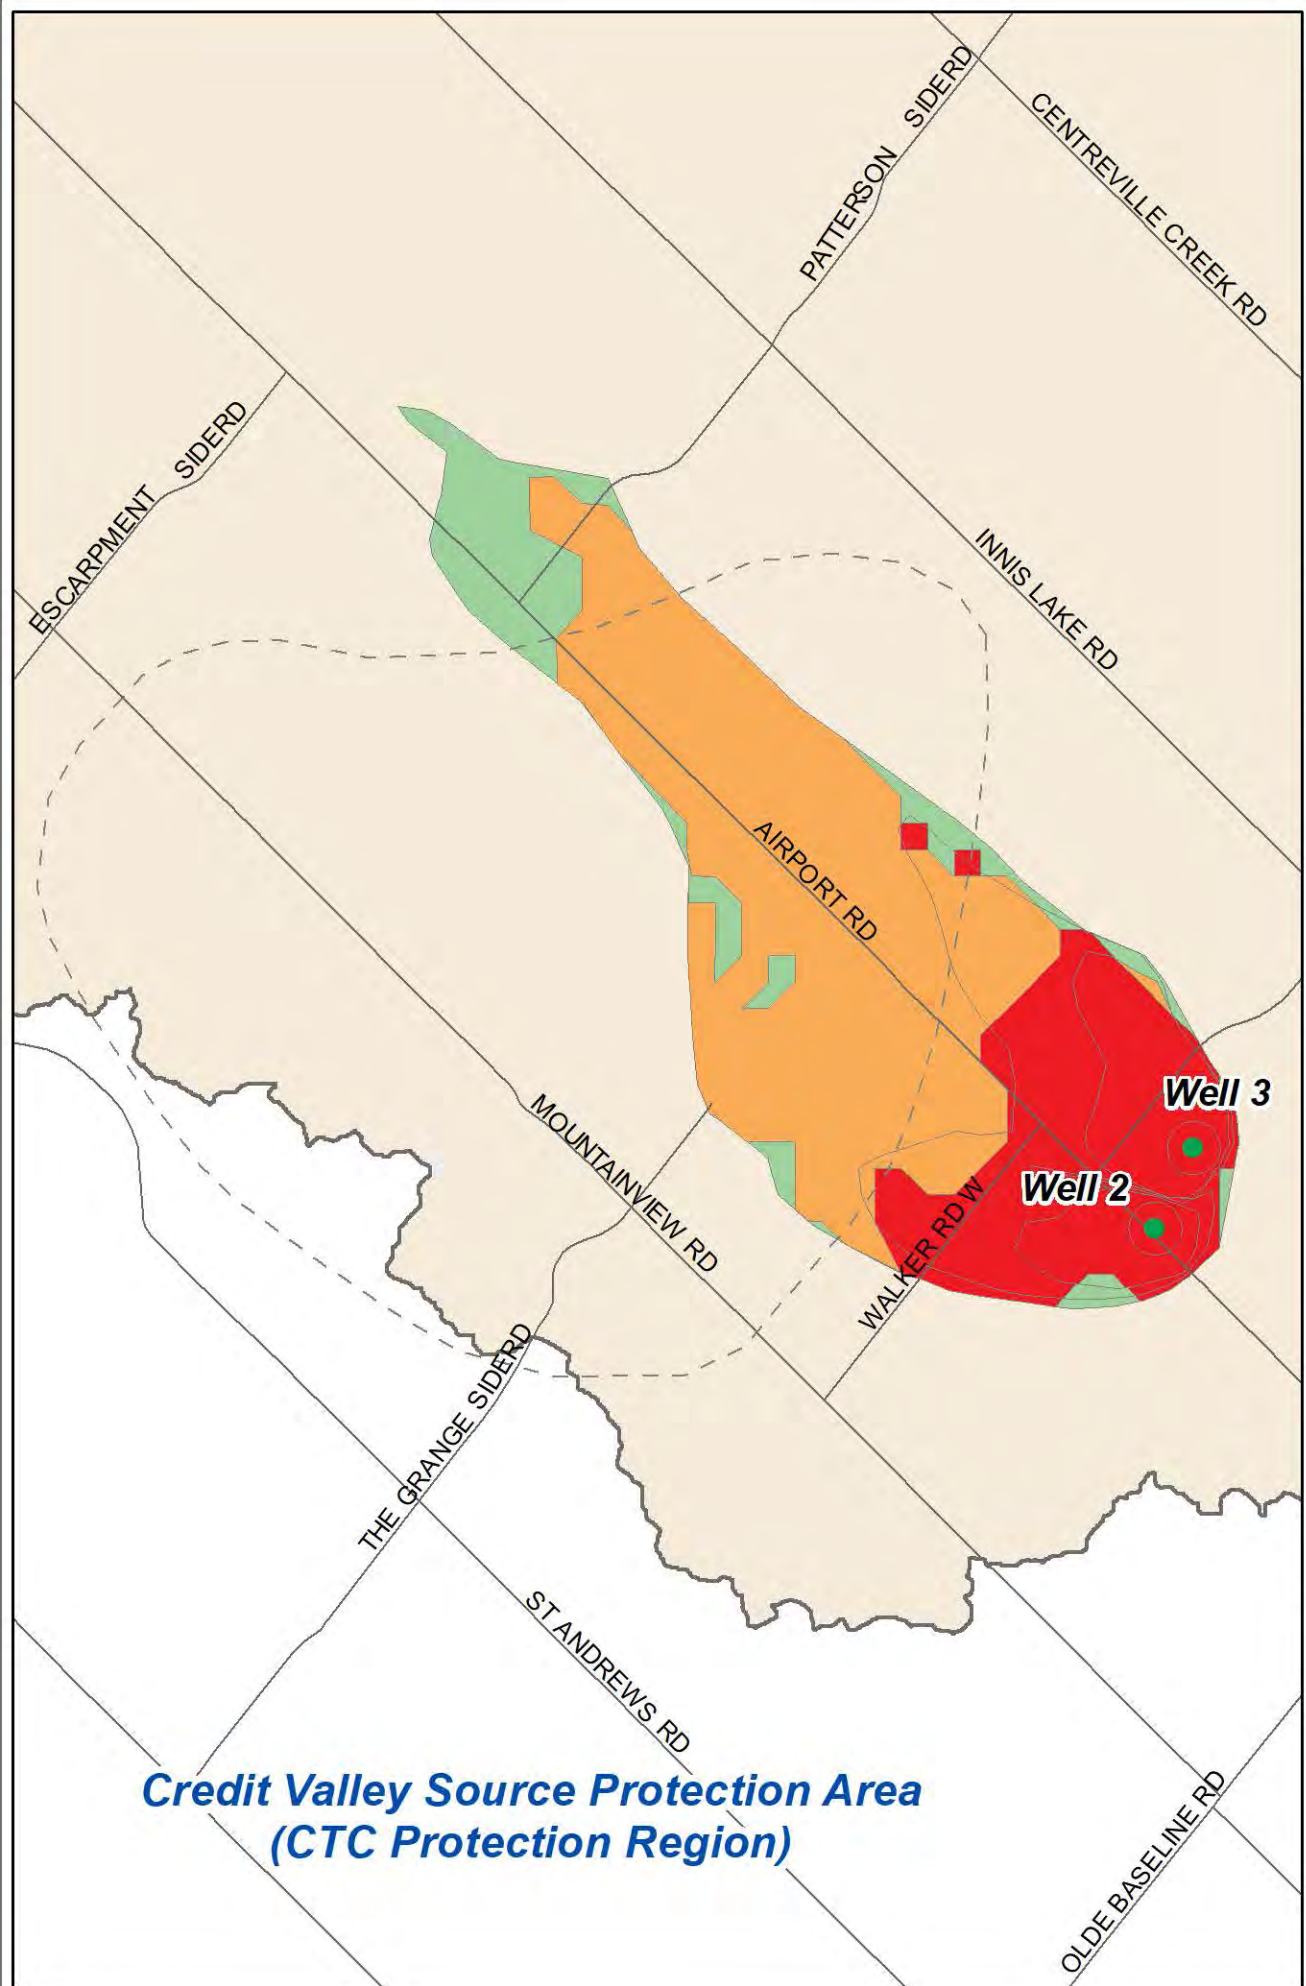 PATTERSON SIDERD
CENTREVILLE CREEK RD
ESCARPMENT SIDERD
INNIS LAKE RD
AIRPORT RD
Well 3
MOUNTAINVIEW RD
Well 2
WALKER RD W
THE GRANGE SIDERD
ST ANDREWS RD
Credit Valley Source Protection Area
(CTC Protection Region)
OLDE BASELINE RD